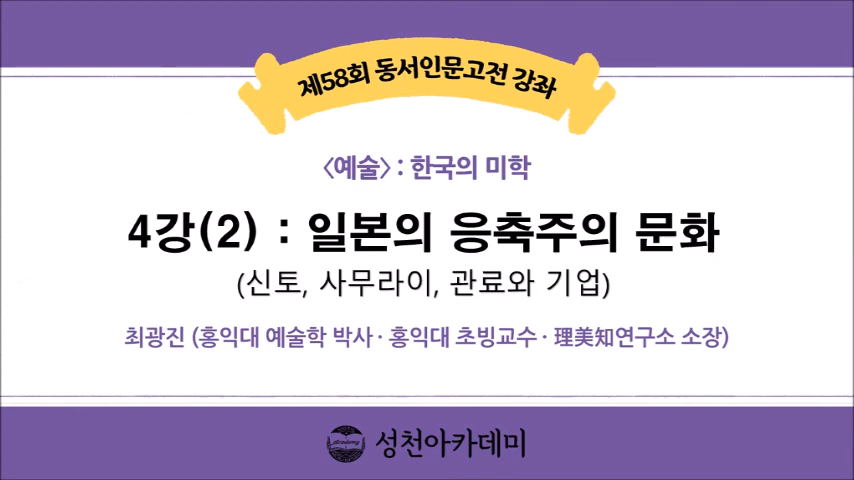 제58회 동서인문고전 강좌
<예술> : 한국의 미학
4강(2) : 일본의 응축주의 문화
(신토, 사무라이, 관료와 기업)
최광진 (홍익대 예술학 박사 · 홍익대 초빙교수 · 理美知연구소 소장)
Academy
성천아카데미